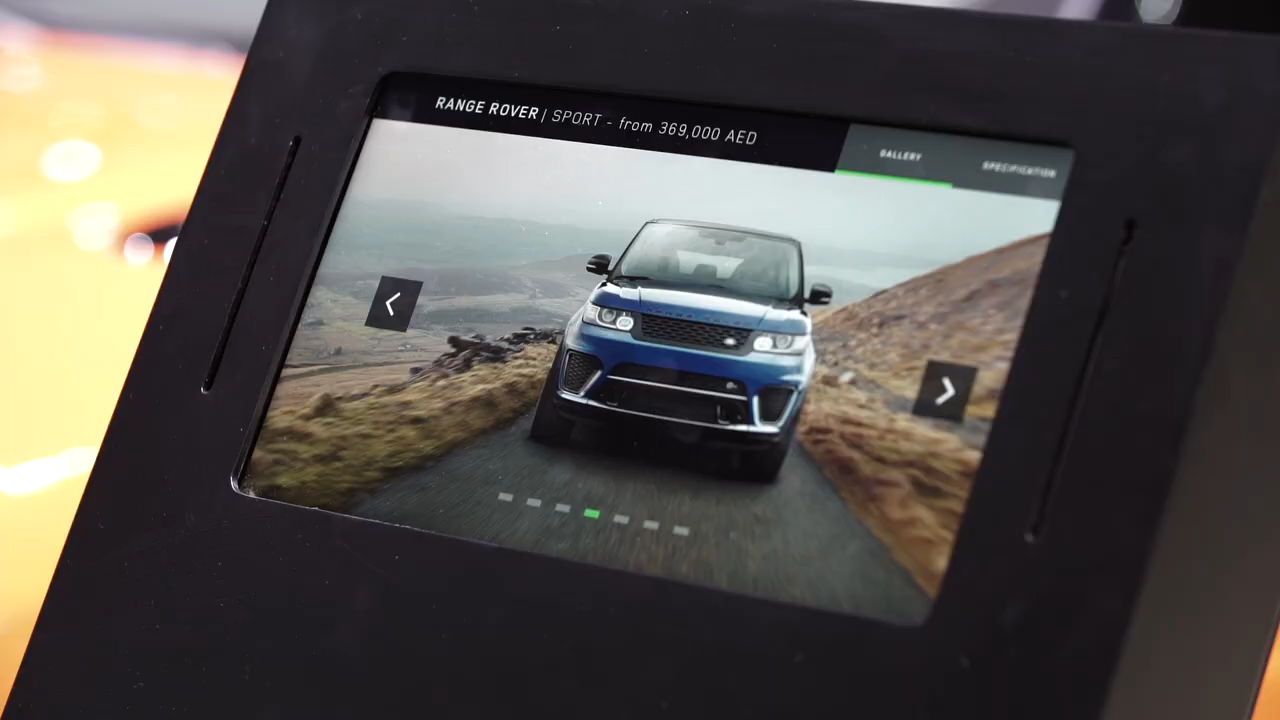 RANGE ROVER | SPORT - from 369,000 AED
GALLERY
SPECIFICATION